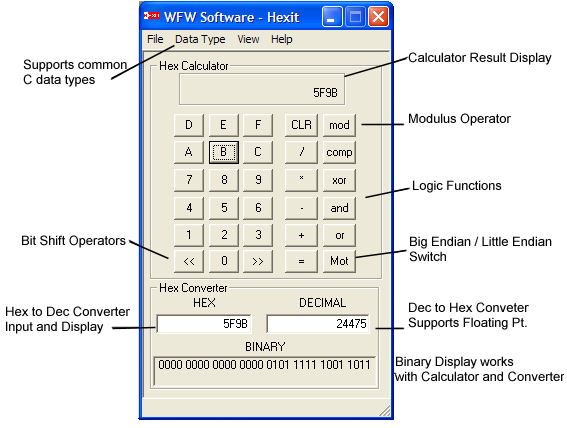 HEXIT WFW Software - Hexit
File Data Type View Help
Supports common
C data types
Hex Calculator
Calculator Result Display
5F9B
D E F CLR mod
Modulus Operator
A B C / comp
7 8 9 * xor
Logic Functions
4 5 6 - and
1 2 3 + or
Bit Shift Operators
Big Endian / Little Endian
Switch
<< 0 >> = Mot
Hex Converter
HEX DECIMAL
Hex to Dec Converter
Input and Display
5F9B 24475
Dec to Hex Conveter
Supports Floating Pt.
BINARY
0000 0000 0000 0000 0101 1111 1001 1011
Binary Display works
with Calculator and Converter